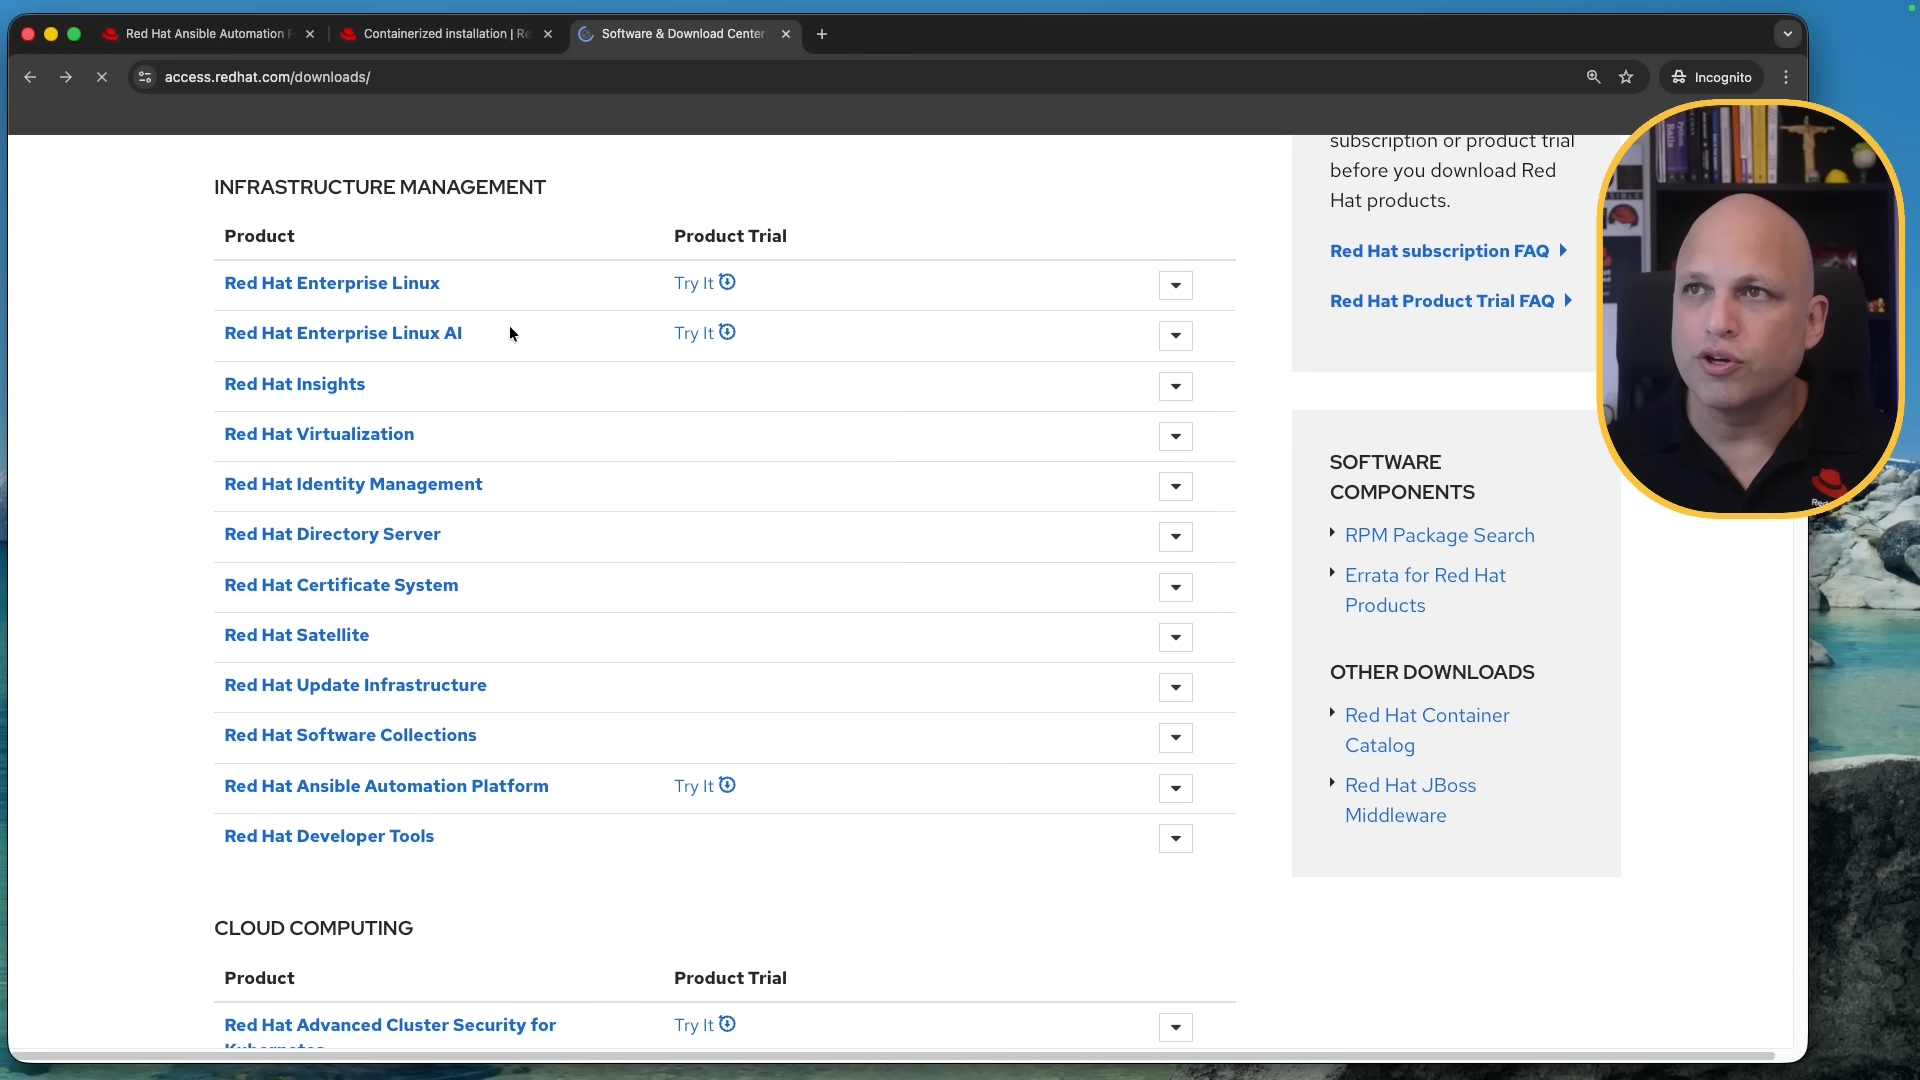 Red Hat Ansible Automation P
Containerized installation | Re
Software & Download Center
access.redhat.com/downloads/
Incognito
INFRASTRUCTURE MANAGEMENT
Product
Product Trial
Red Hat Enterprise Linux
Try It
Red Hat Enterprise Linux AI
Try It
Red Hat Insights
Red Hat Virtualization
Red Hat Identity Management
Red Hat Directory Server
Red Hat Certificate System
Red Hat Satellite
Red Hat Update Infrastructure
Red Hat Software Collections
Red Hat Ansible Automation Platform
Try It
Red Hat Developer Tools
CLOUD COMPUTING
Product
Product Trial
Red Hat Advanced Cluster Security for
Try It
Kubernetes
subscription or product trial
before you download Red
Hat products.
Red Hat subscription FAQ
Red Hat Product Trial FAQ
SOFTWARE
COMPONENTS
RPM Package Search
Errata for Red Hat
Products
OTHER DOWNLOADS
Red Hat Container
Catalog
Red Hat JBoss
Middleware